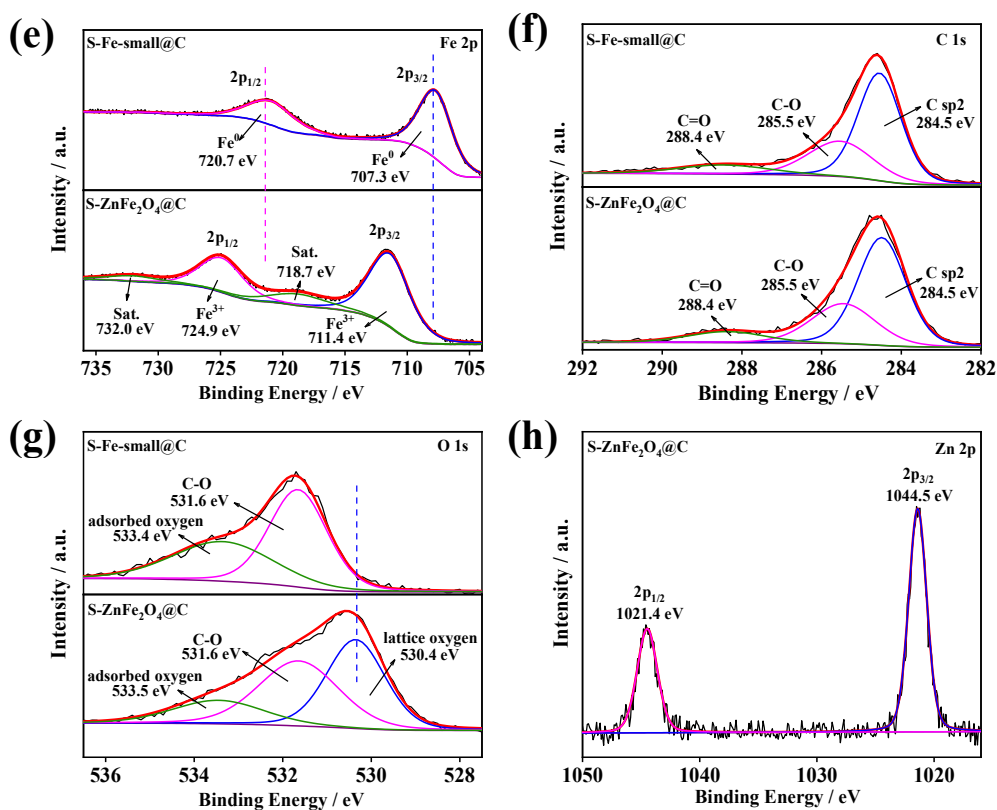 (e)
S-Fe-small@C
Fe 2p
2p1/2
2p3/2
Fe0
720.7 eV
Fe0
707.3 eV
S-ZnFe2O4@C
2p1/2
Sat.
718.7 eV
2p3/2
Sat.
732.0 eV
Fe3+
724.9 eV
Fe3+
711.4 eV
Intensity / a.u.
735 728 721 718 711 704
Binding Energy / eV
(f)
S-Fe-small@C
C 1s
C=O
288.4 eV
C-O
285.5 eV
C sp2
284.5 eV
S-ZnFe2O4@C
C=O
288.4 eV
C-O
285.5 eV
C sp2
284.5 eV
Intensity / a.u.
292 290 288 286 284 282
Binding Energy / eV
(g)
S-Fe-small@C
O 1s
C-O
531.6 eV
adsorbed oxygen
533.4 eV
S-ZnFe2O4@C
C-O
531.6 eV
lattice oxygen
530.4 eV
adsorbed oxygen
533.5 eV
Intensity / a.u.
536 534 532 530 528
Binding Energy / eV
(h)
S-ZnFe2O4@C
Zn 2p
2p3/2
1044.5 eV
2p1/2
1021.4 eV
Intensity / a.u.
1050 1040 1030 1020
Binding Energy / eV